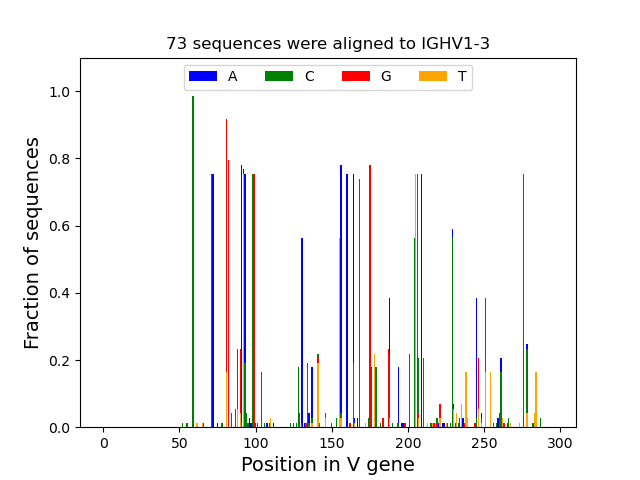 73 sequences were aligned to IGHV1-3
A C G T
1.0
0.8
0.6
0.4
0.2
0.0
Fraction of sequences
0 50 100 150 200 250 300
Position in V gene